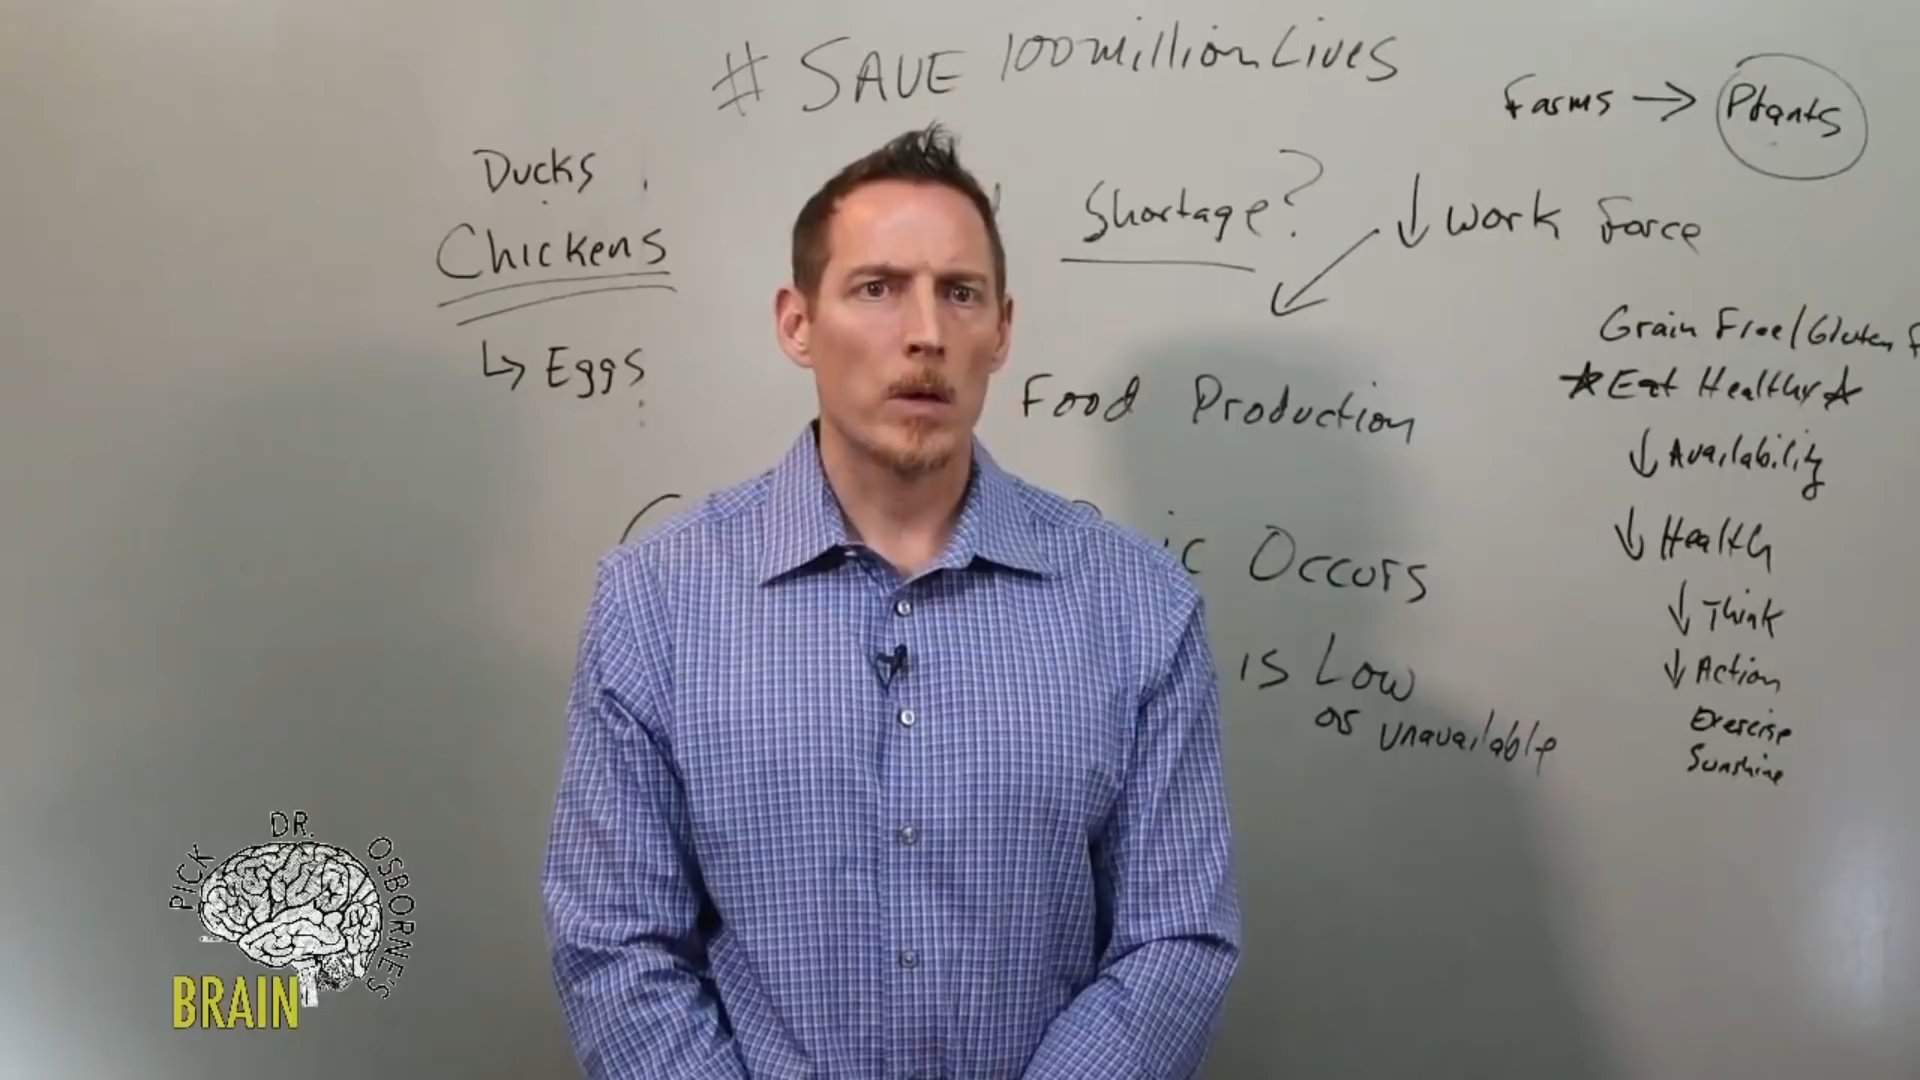 # SAVE 100 million Lives
Farms → Plants
Ducks
Chickens
↳ Eggs
Shortage?
↓ Work Force
Food Production
Grain Free/Gluten F
☆ Eat Healthy ☆
↓ Availability
↓ Health
↓ Think
↓ Action
Exercise
Sunshine
Occurs
is Low
or unavailable
PICK DR. OSBORNE'S
BRAIN